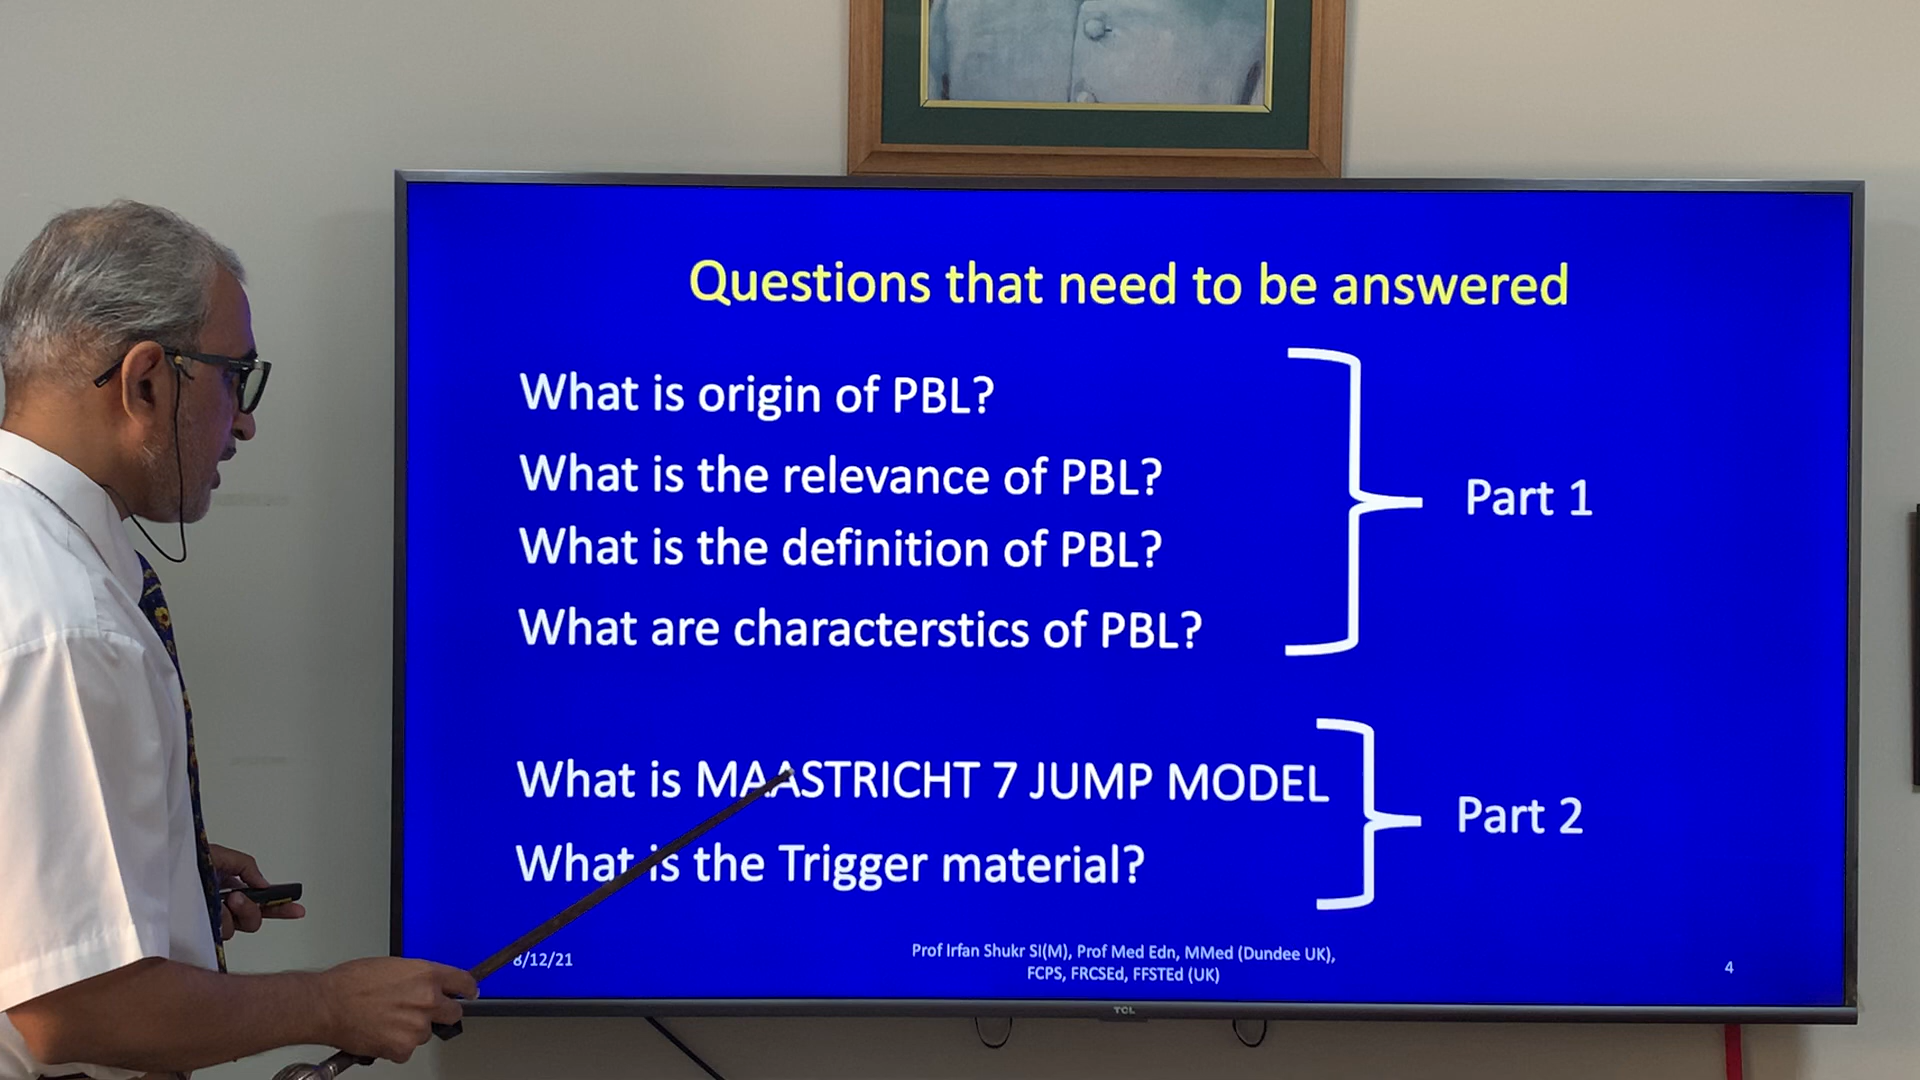 Questions that need to be answered
What is origin of PBL?
What is the relevance of PBL?
What is the definition of PBL?
What are characterstics of PBL?
Part 1
What is MAASTRICHT 7 JUMP MODEL
What is the Trigger material?
Part 2
8/12/21
Prof Irfan Shukr SI(M), Prof Med Edn, MMed (Dundee UK),
FCPS, FRCSEd, FFSTEd (UK)
4
TCL